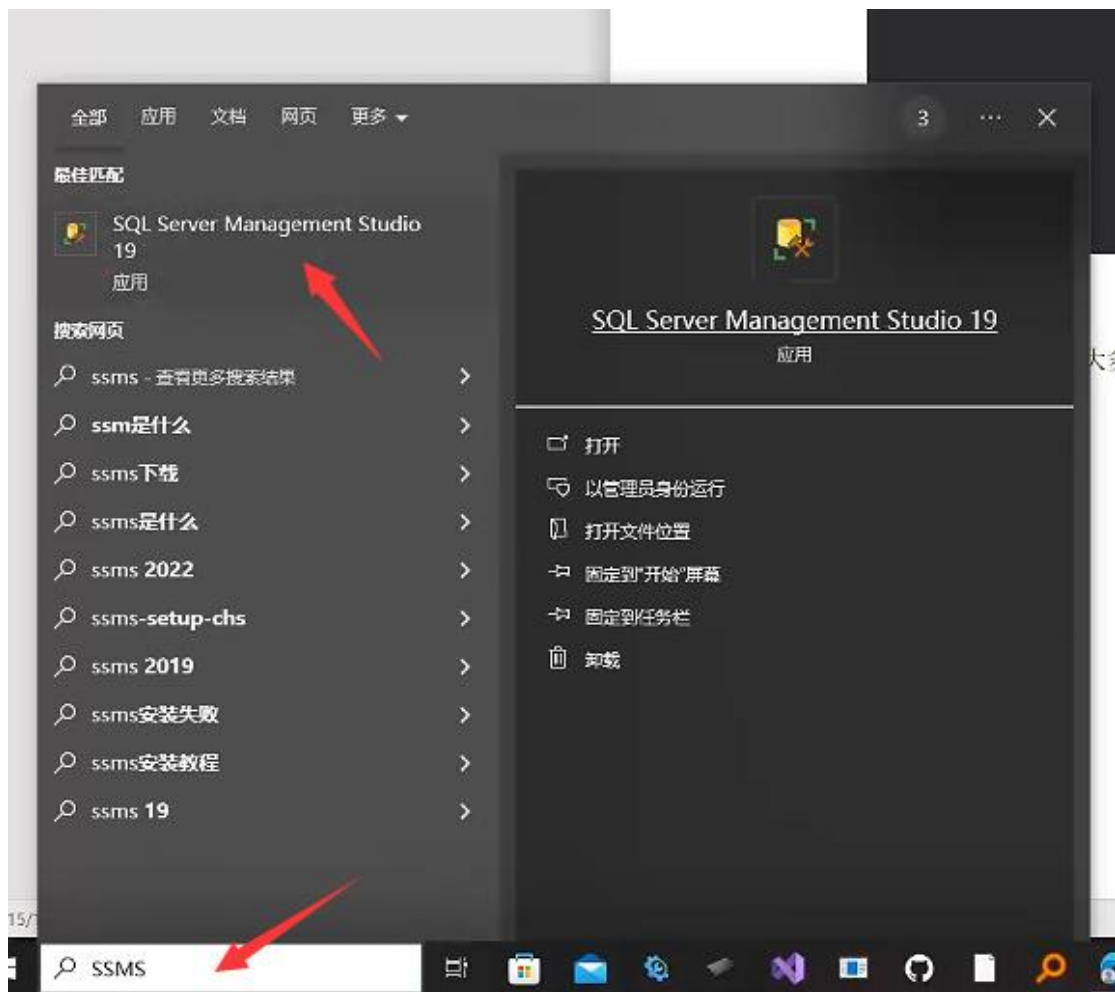 全部 应用 文档 网页 更多
3 ...
最佳匹配
SQL Server Management Studio
19
应用
搜索网页
ssms - 查看更多搜索结果
ssm是什么
ssms下载
ssms是什么
ssms 2022
ssms-setup-chs
ssms 2019
ssms安装失败
ssms安装教程
ssms 19
SQL Server Management Studio 19
应用
打开
以管理员身份运行
打开文件位置
固定到"开始"屏幕
固定到任务栏
卸载
大多
15/
SSMS